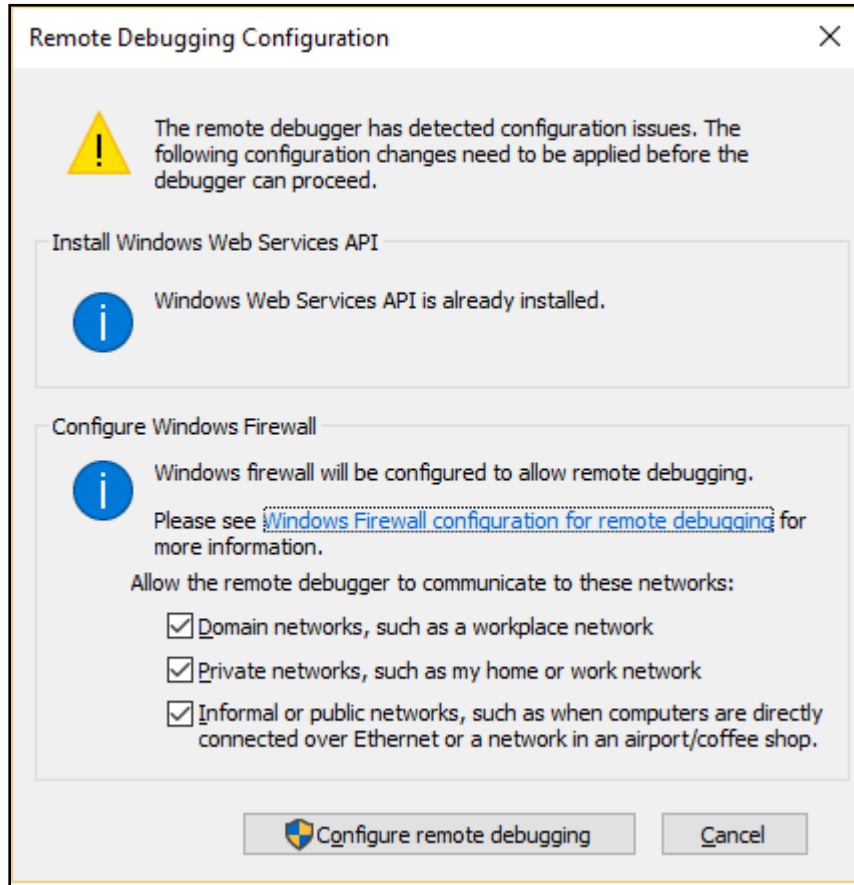 Remote Debugging Configuration
The remote debugger has detected configuration issues. The
following configuration changes need to be applied before the
debugger can proceed.
Install Windows Web Services API
Windows Web Services API is already installed.
Configure Windows Firewall
Windows firewall will be configured to allow remote debugging.
Please see Windows Firewall configuration for remote debugging for
more information.
Allow the remote debugger to communicate to these networks:
Domain networks, such as a workplace network
Private networks, such as my home or work network
Informal or public networks, such as when computers are directly
connected over Ethernet or a network in an airport/coffee shop.
Configure remote debugging Cancel